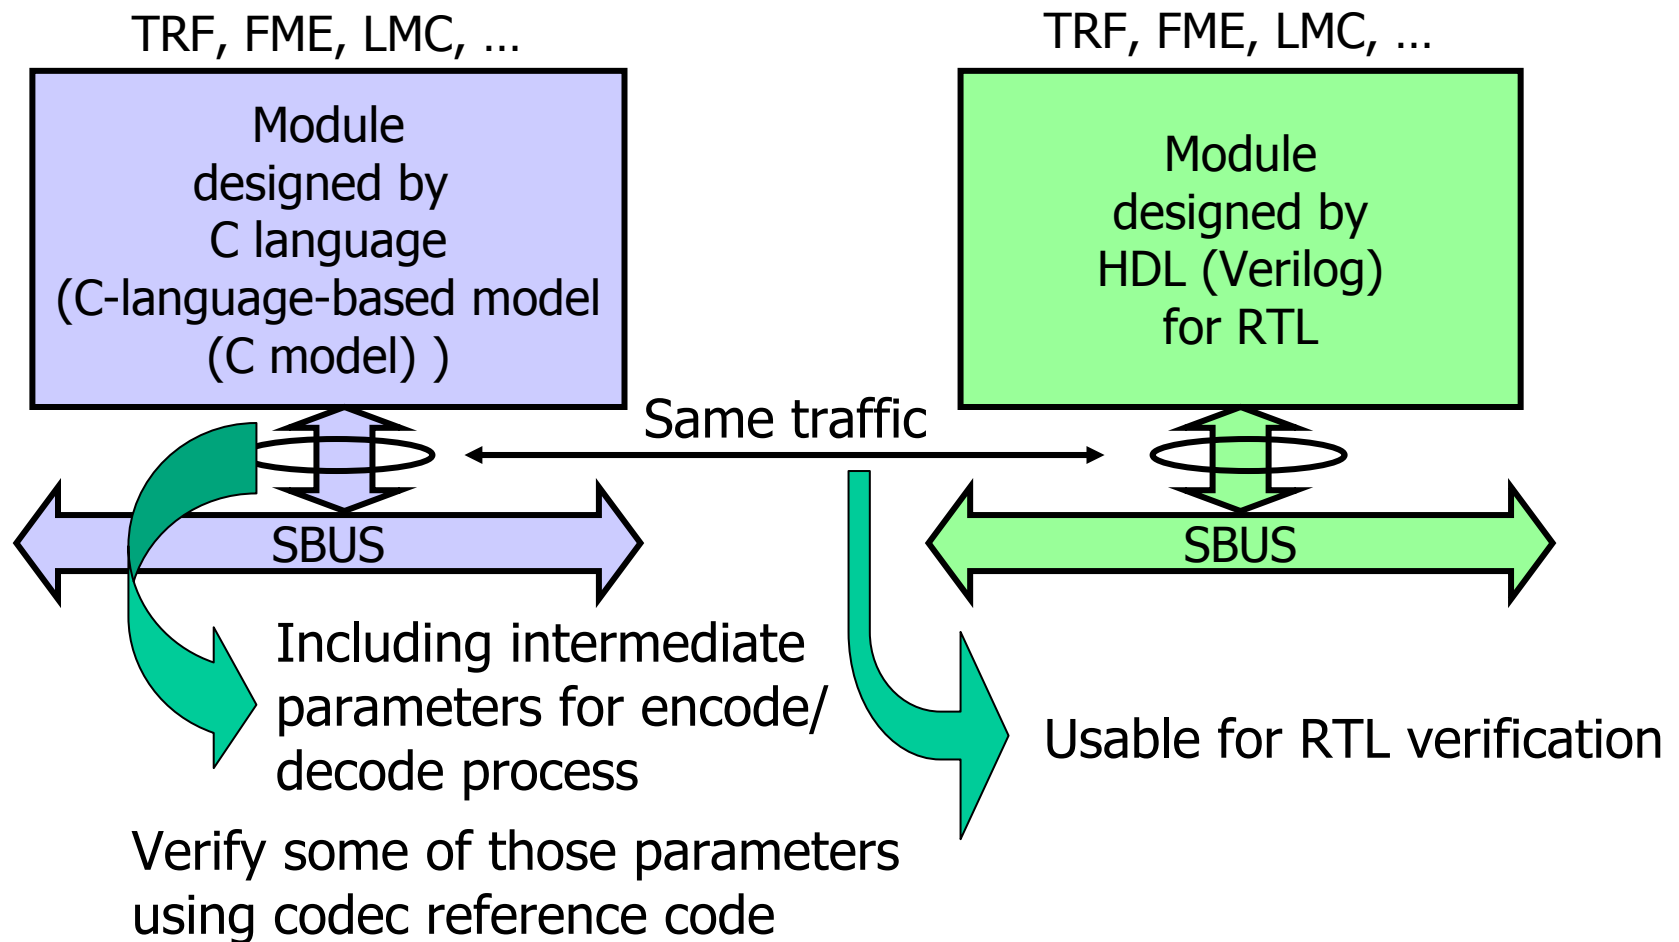 TRF, FME, LMC, ...
Module
designed by
C language
(C-language-based model
(C model) )
SBUS
TRF, FME, LMC, ...
Module
designed by
HDL (Verilog)
for RTL
SBUS
Same traffic
Including intermediate
parameters for encode/
decode process
Verify some of those parameters
using codec reference code
Usable for RTL verification